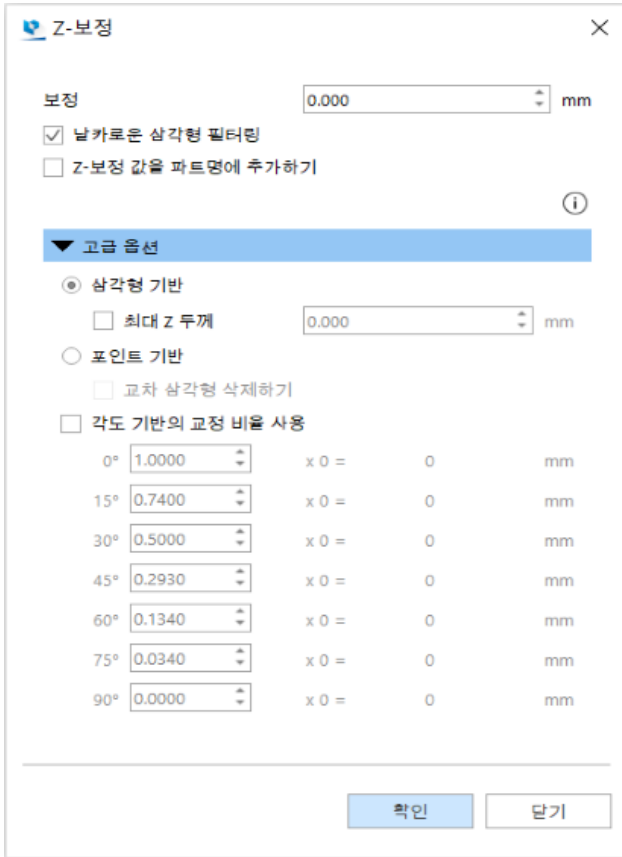 Z-보정
보정 0.000 mm
날카로운 삼각형 필터링
Z-보정 값을 파트명에 추가하기
고급 옵션
삼각형 기반
최대 Z 두께 0.000 mm
포인트 기반
교차 삼각형 삭제하기
각도 기반의 교정 비율 사용
0° 1.0000 x 0 = 0 mm
15° 0.7400 x 0 = 0 mm
30° 0.5000 x 0 = 0 mm
45° 0.2930 x 0 = 0 mm
60° 0.1340 x 0 = 0 mm
75° 0.0340 x 0 = 0 mm
90° 0.0000 x 0 = 0 mm
확인 닫기